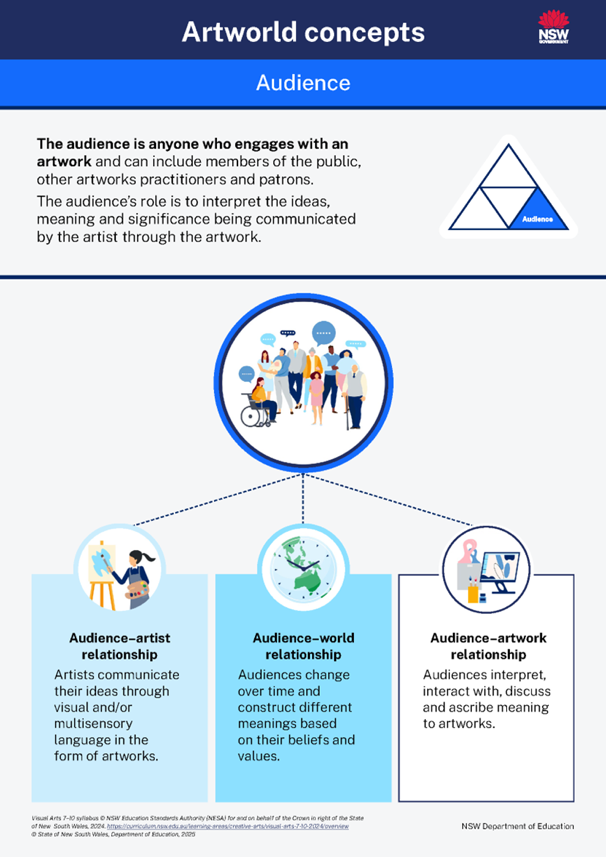 Artworld concepts
NSW
GOVERNMENT
Audience
The audience is anyone who engages with an
artwork and can include members of the public,
other artworks practitioners and patrons.
The audience's role is to interpret the ideas,
meaning and significance being communicated
by the artist through the artwork.
Audience
Audience–artist
relationship
Artists communicate
their ideas through
visual and/or
multisensory
language in the
form of artworks.
Audience–world
relationship
Audiences change
over time and
construct different
meanings based
on their beliefs and
values.
Audience–artwork
relationship
Audiences interpret,
interact with, discuss
and ascribe meaning
to artworks.
Visual Arts 7–10 syllabus © NSW Education Standards Authority (NESA) for and on behalf of the Crown in right of the State
of New South Wales, 2024. https://curriculum.nsw.edu.au/learning-areas/creative-arts/visual-arts-7-10-2024/overview
© State of New South Wales, Department of Education, 2025
NSW Department of Education